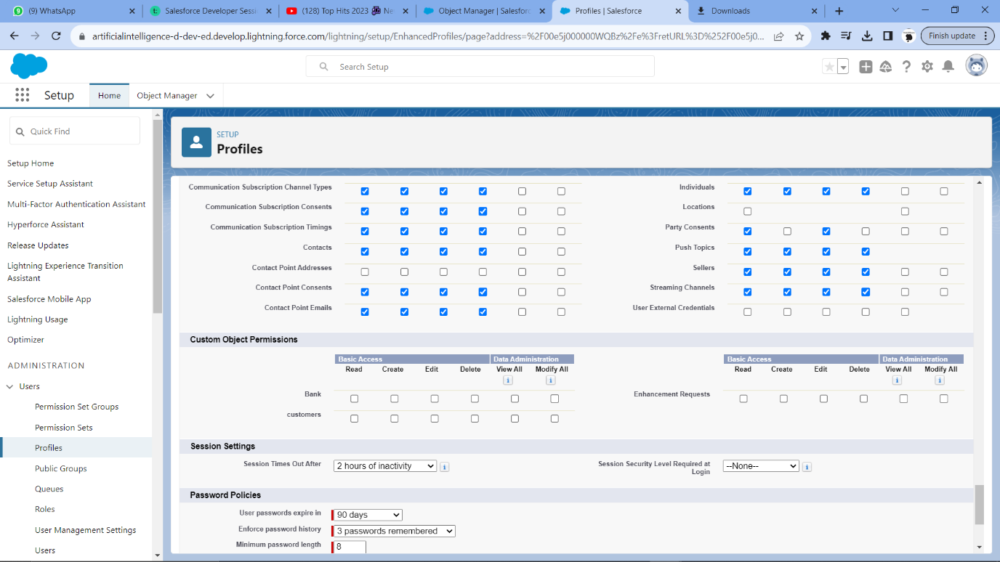 (9) WhatsApp
Salesforce Developer Sessi
(128) Top Hits 2023 Ne
Object Manager | Salesforc
Profiles | Salesforce
Downloads
artificialintelligence-d-dev-ed.develop.lightning.force.com/lightning/setup/EnhancedProfiles/page?address=%2F00e5j000000WQBz%2Fe%3FretURL%3D%252F00e5j0...
Finish update
Search Setup
Setup
Home
Object Manager
Quick Find
Setup Home
Service Setup Assistant
Multi-Factor Authentication Assistant
Hyperforce Assistant
Release Updates
Lightning Experience Transition
Assistant
Salesforce Mobile App
Lightning Usage
Optimizer
ADMINISTRATION
Users
Permission Set Groups
Permission Sets
Profiles
Public Groups
Queues
Roles
User Management Settings
Users
SETUP
Profiles
Communication Subscription Channel Types
Individuals
Communication Subscription Consents
Locations
Communication Subscription Timings
Party Consents
Contacts
Push Topics
Contact Point Addresses
Sellers
Contact Point Consents
Streaming Channels
Contact Point Emails
User External Credentials
Custom Object Permissions
Basic Access Data Administration
Read Create Edit Delete View All Modify All
Bank
customers
Basic Access Data Administration
Read Create Edit Delete View All Modify All
Enhancement Requests
Session Settings
Session Times Out After 2 hours of inactivity
Session Security Level Required at
Login
--None--
Password Policies
User passwords expire in 90 days
Enforce password history 3 passwords remembered
Minimum password length 8